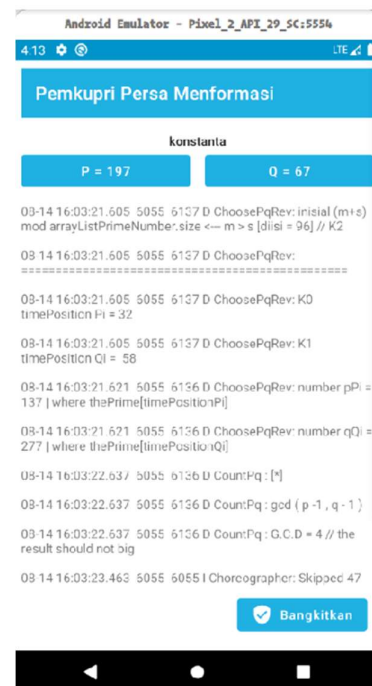 Android Emulator - Pixel_2_API_29_SC:5554
4:13 LTE
Pemkupri Persa Menformasi
konstanta
P = 197 Q = 67
08-14 16:03:21.605 5055 6137 D ChoosePqRev: inisial (m+s)
mod arrayListPrimeNumber.size <-- m > s [diisi = 96] // K2
08-14 16:03:21.605 5055 6137 D ChoosePqRev:
================================================
08-14 16:03:21.605 5055 6137 D ChoosePqRev: K0
timePosition Pi = 32
08-14 16:03:21.605 5055 6137 D ChoosePqRev: K1
timePosition Qi = 58
08-14 16:03:21.621 5055 6136 D ChoosePqRev: number pPi =
137 | where thePrime[timePositionPi]
08-14 16:03:21.621 5055 6136 D ChoosePqRev: number qQi =
277 | where thePrime[timePositionQi]
08-14 16:03:22.637 5055 6136 D CountPq : [*]
08-14 16:03:22.637 5055 6136 D CountPq : gcd ( p -1 , q - 1 )
08-14 16:03:22.637 5055 6136 D CountPq : G.C.D = 4 // the
result should not big
08-14 16:03:23.463 5055 6055 I Choreographer: Skipped 47
Bangkitkan